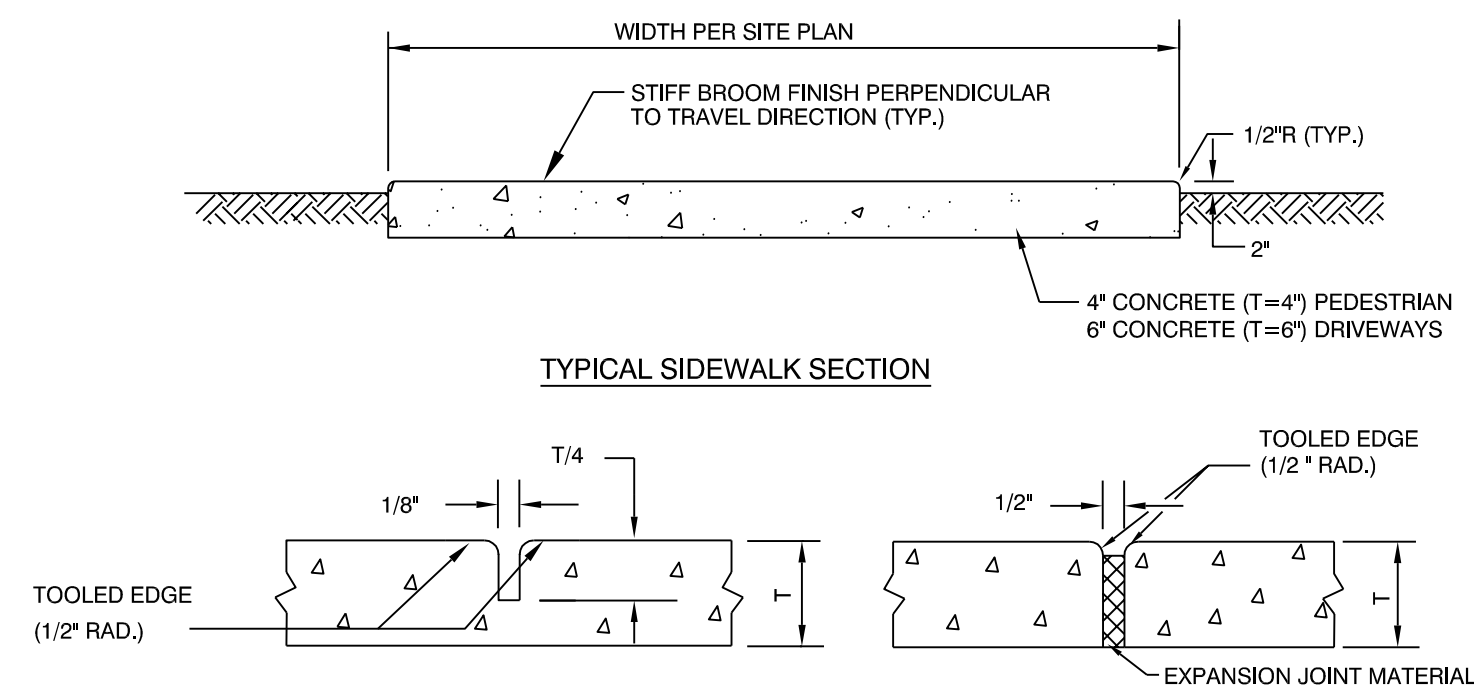 WIDTH PER SITE PLAN
STIFF BROOM FINISH PERPENDICULAR
TO TRAVEL DIRECTION (TYP.)
1/2"R (TYP.)
2"
4" CONCRETE (T=4") PEDESTRIAN
6" CONCRETE (T=6") DRIVEWAYS
TYPICAL SIDEWALK SECTION
T/4
1/8"
TOOLED EDGE
(1/2" RAD.)
T
1/2"
TOOLED EDGE
(1/2 " RAD.)
T
EXPANSION JOINT MATERIAL